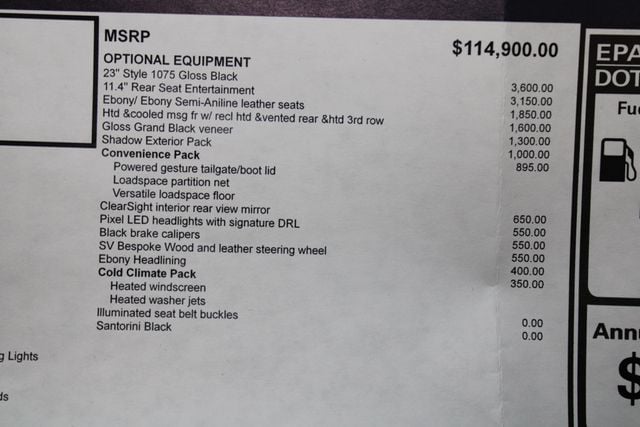 MSRP $114,900.00
OPTIONAL EQUIPMENT
23" Style 1075 Gloss Black 3,600.00
11.4" Rear Seat Entertainment 3,150.00
Ebony/ Ebony Semi-Aniline leather seats 1,850.00
Htd &cooled msg fr w/ recl htd &vented rear &htd 3rd row 1,600.00
Gloss Grand Black veneer 1,300.00
Shadow Exterior Pack 1,000.00
Convenience Pack 895.00
Powered gesture tailgate/boot lid
Loadspace partition net
Versatile loadspace floor
ClearSight interior rear view mirror 650.00
Pixel LED headlights with signature DRL 550.00
Black brake calipers 550.00
SV Bespoke Wood and leather steering wheel 550.00
Ebony Headlining 400.00
Cold Climate Pack 350.00
Heated windscreen
Heated washer jets
Illuminated seat belt buckles 0.00
Santorini Black 0.00
g Lights
ds
EPA
DOT
Fu
Ann
$